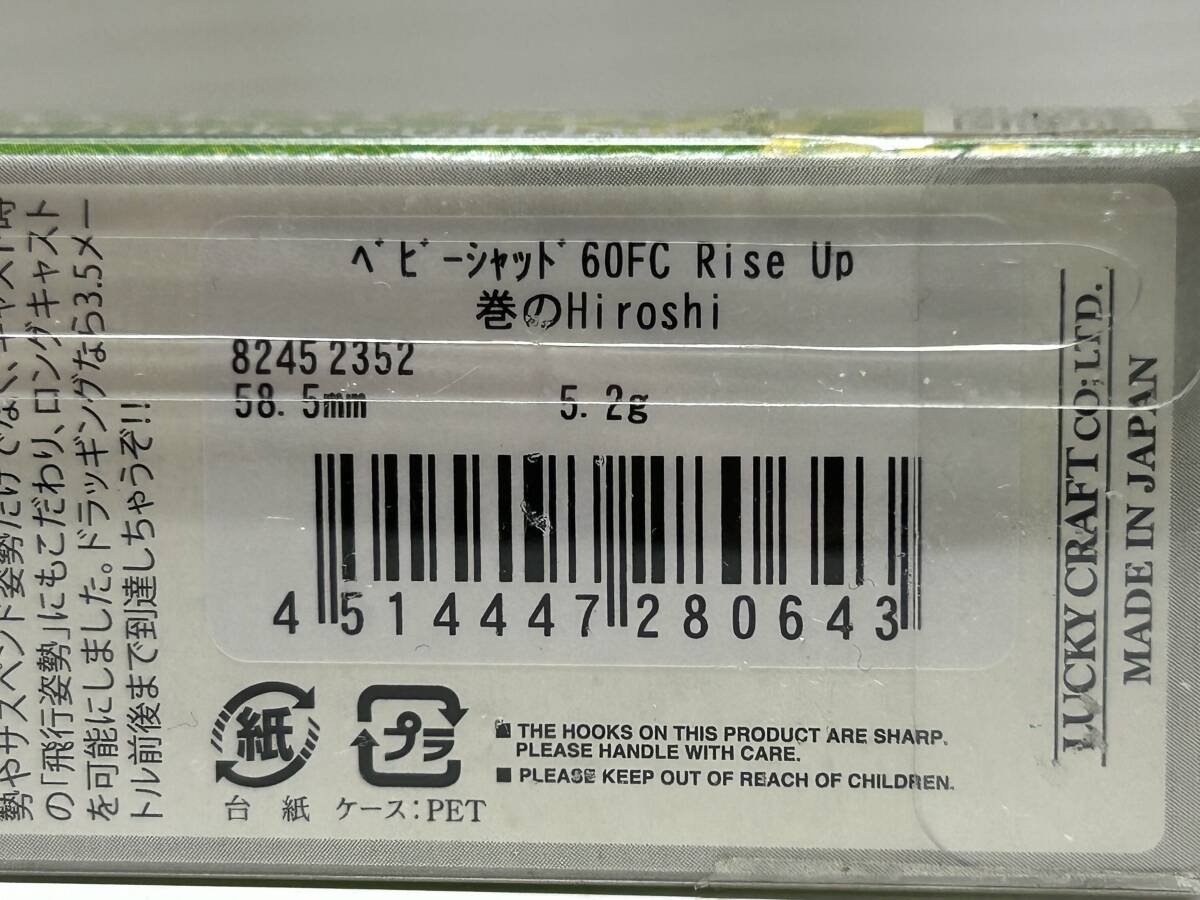 ﾍﾞﾋﾞｰｼｬｯﾄﾞ60FC Rise Up
巻のHiroshi
8245 2352
58.5mm 5.2g
4 514447 280643
紙
プラ
台 紙 ケース:PET
■ THE HOOKS ON THIS PRODUCT ARE SHARP.
PLEASE HANDLE WITH CARE.
■ PLEASE KEEP OUT OF REACH OF CHILDREN.
LUCKY CRAFT CO;LTD.
MADE IN JAPAN
勢やサスペンド姿勢だけでなく、キャスト時
の「飛行姿勢」にもこだわり、ロングキャスト
を可能にしました。ドラッギングなら3.5メー
トル前後まで到達しちゃうぞ!!